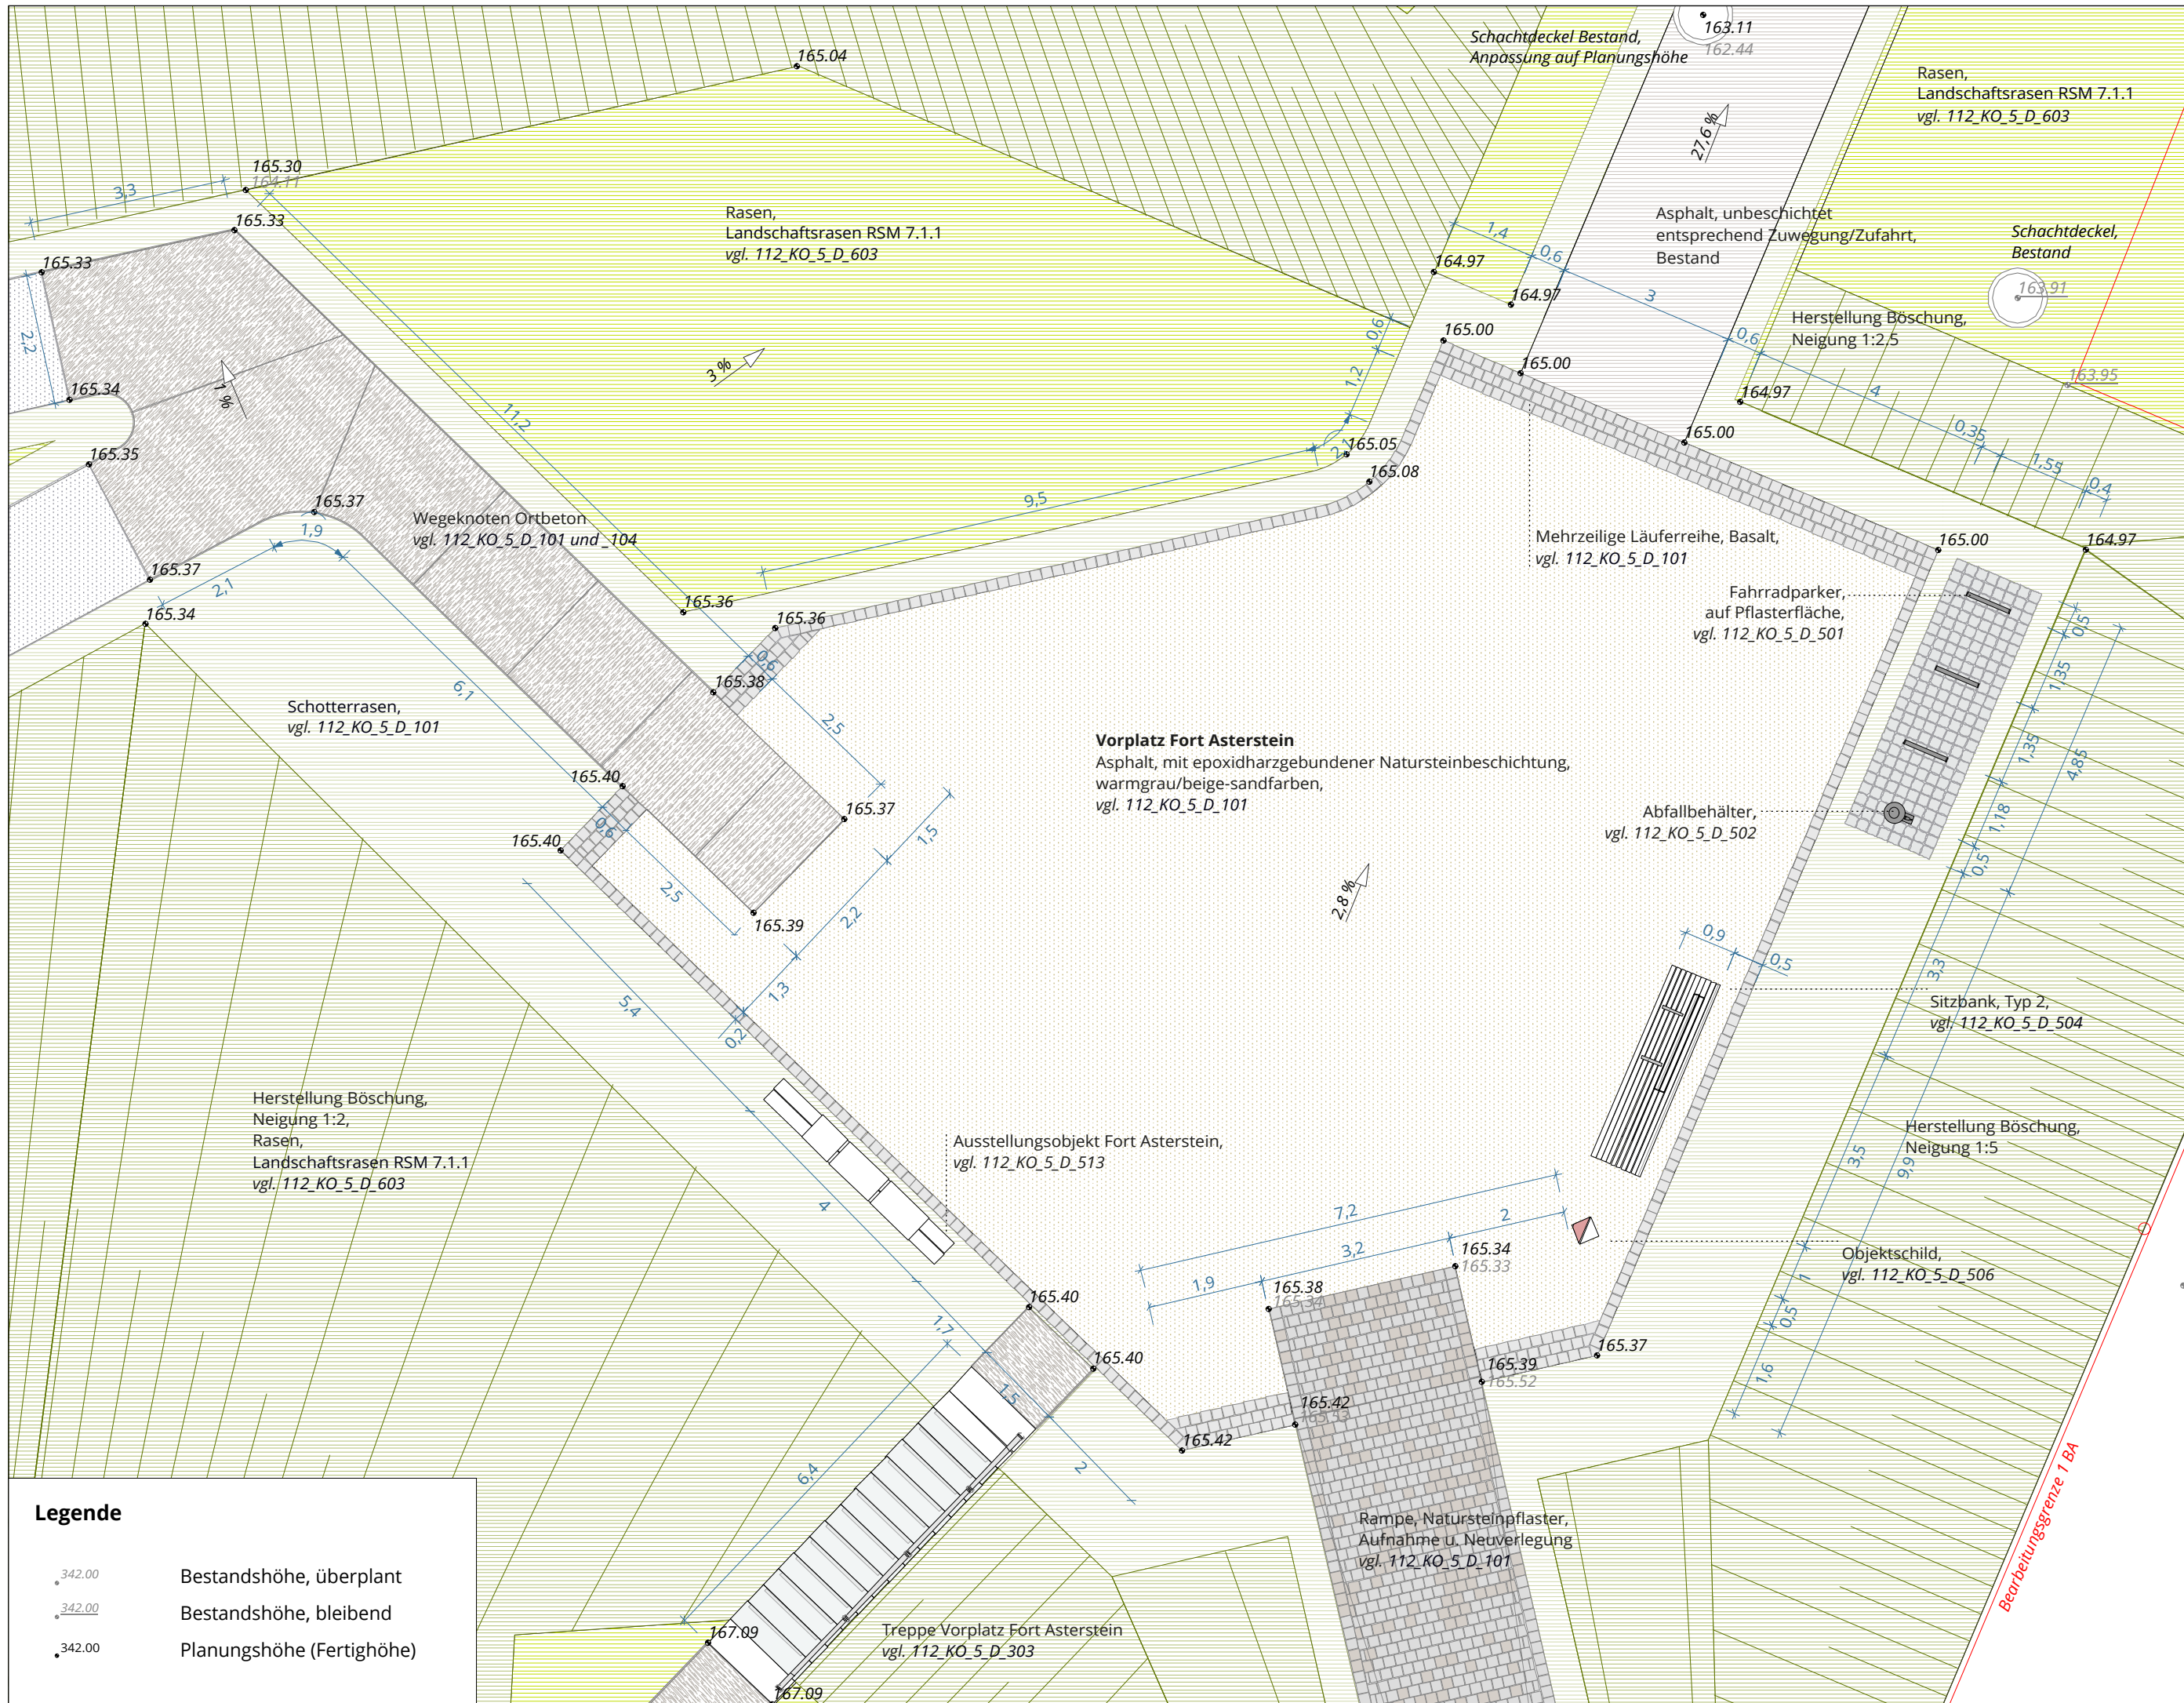 165.04
Schachtdeckel Bestand,
Anpassung auf Planungshöhe
163.11
162.44
Rasen,
Landschaftsrasen RSM 7.1.1
vgl. 112_KO_5_D_603
27,6 %
165.30
164.11
3,3
165.33
165.33
2,2
Rasen,
Landschaftsrasen RSM 7.1.1
vgl. 112_KO_5_D_603
Asphalt, unbeschichtet
entsprechend Zuwegung/Zufahrt,
Bestand
Schachtdeckel,
Bestand
163.91
1,4
0,6
3
0,6
4
0,35
1,55
0,4
164.97
164.97
165.00
165.00
165.00
164.97
Herstellung Böschung,
Neigung 1:2,5
163.95
0,6
1,2
2,1
3 %
1 %
165.34
165.35
11,2
165.05
165.08
9,5
165.37
1,9
Wegeknoten Ortbeton
vgl. 112_KO_5_D_101 und _104
165.37
2,1
165.34
Mehrzeilige Läuferreihe, Basalt,
vgl. 112_KO_5_D_101
165.00
164.97
Fahrradparker,
auf Pflasterfläche,
vgl. 112_KO_5_D_501
165.36
165.36
0,6
165.38
6,1
2,5
0,5
1,35
1,35
4,85
1,18
0,5
Schotterrasen,
vgl. 112_KO_5_D_101
Vorplatz Fort Asterstein
Asphalt, mit epoxidharzgebundener Natursteinbeschichtung,
warmgrau/beige-sandfarben,
vgl. 112_KO_5_D_101
165.40
165.37
165.40
0,6
2,5
1,5
2,2
1,3
0,2
165.39
Abfallbehälter,
vgl. 112_KO_5_D_502
2,8 %
0,9
0,5
3,3
Sitzbank, Typ 2,
vgl. 112_KO_5_D_504
5,4
Herstellung Böschung,
Neigung 1:2,
Rasen,
Landschaftsrasen RSM 7.1.1
vgl. 112_KO_5_D_603
Ausstellungsobjekt Fort Asterstein,
vgl. 112_KO_5_D_513
Herstellung Böschung,
Neigung 1:5
3,5
9,9
4
7,2
2
3,2
1,9
165.34
165.33
165.38
165.34
Objektschild,
vgl. 112_KO_5_D_506
1
0,5
1,6
165.40
1,7
165.40
1,5
2
165.37
165.39
165.52
165.42
165.53
165.42
6,4
Rampe, Natursteinpflaster,
Aufnahme u. Neuverlegung
vgl. 112_KO_5_D_101
Bearbeitungsgrenze 1 BA
Treppe Vorplatz Fort Asterstein
vgl. 112_KO_5_D_303
167.09
167.09
Legende
342.00 Bestandshöhe, überplant
342.00 Bestandshöhe, bleibend
342.00 Planungshöhe (Fertighöhe)